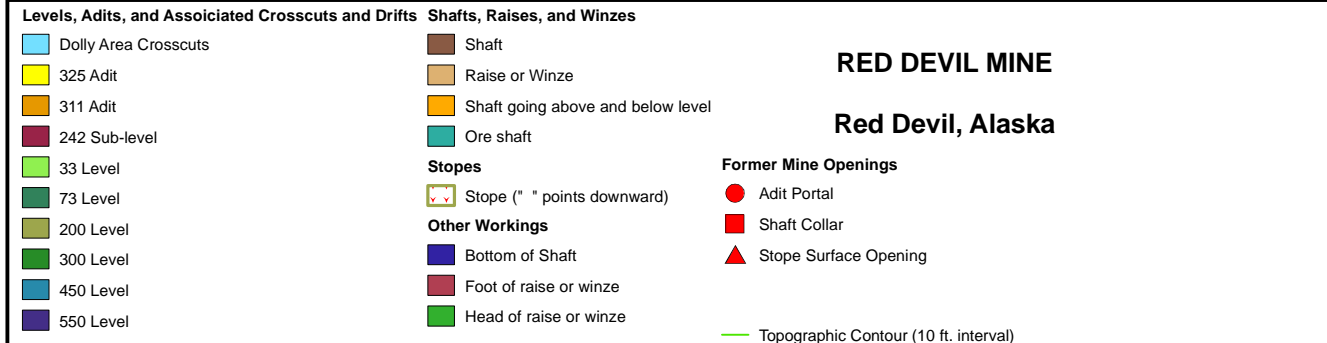 Levels, Adits, and Assoiciated Crosscuts and Drifts
Dolly Area Crosscuts
325 Adit
311 Adit
242 Sub-level
33 Level
73 Level
200 Level
300 Level
450 Level
550 Level
Shafts, Raises, and Winzes
Shaft
Raise or Winze
Shaft going above and below level
Ore shaft
Stopes
Stope (" " points downward)
Other Workings
Bottom of Shaft
Foot of raise or winze
Head of raise or winze
RED DEVIL MINE
Red Devil, Alaska
Former Mine Openings
Adit Portal
Shaft Collar
Stope Surface Opening
Topographic Contour (10 ft. interval)